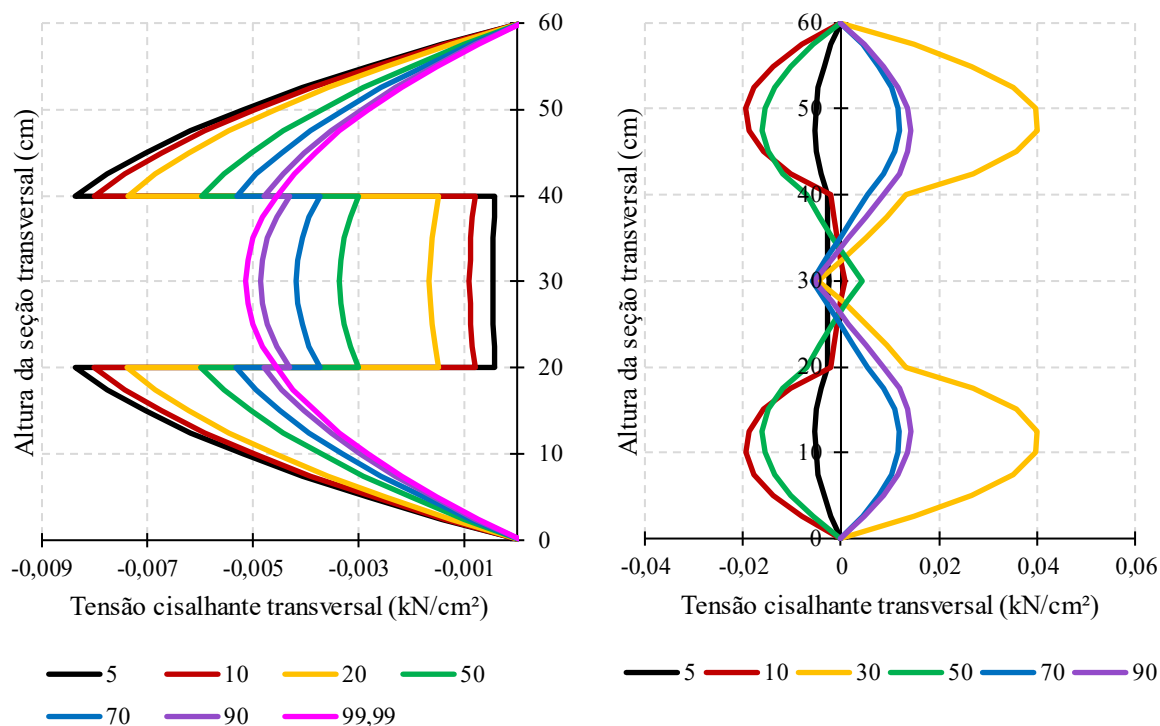 Altura da seção transversal (cm)
60
50
40
30
20
10
0
-0,009 -0,007 -0,005 -0,003 -0,001
Tensão cisalhante transversal (kN/cm²)
5 10 20 50
70 90 99,99
Altura da seção transversal (cm)
60
50
40
30
20
10
0
-0,04 -0,02 0 0,02 0,04 0,06
Tensão cisalhante transversal (kN/cm²)
5 10 30 50 70 90